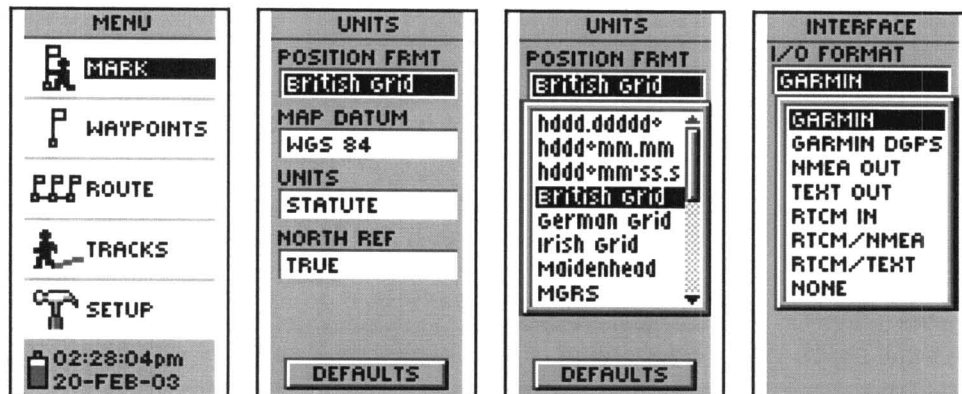 MENU
MARK
WAYPOINTS
ROUTE
TRACKS
SETUP
02:28:04pm
20-FEB-03
UNITS
POSITION FRMT
British Grid
MAP DATUM
WGS 84
UNITS
STATUTE
NORTH REF
TRUE
DEFAULTS
UNITS
POSITION FRMT
British Grid
hddd.ddddd°
hddd°mm.mm
hddd°mm'ss.s
British Grid
German Grid
Irish Grid
Maidenhead
MGRS
DEFAULTS
INTERFACE
I/O FORMAT
GARMIN
GARMIN
GARMIN DGPS
NMEA OUT
TEXT OUT
RTCM IN
RTCM/NMEA
RTCM/TEXT
NONE